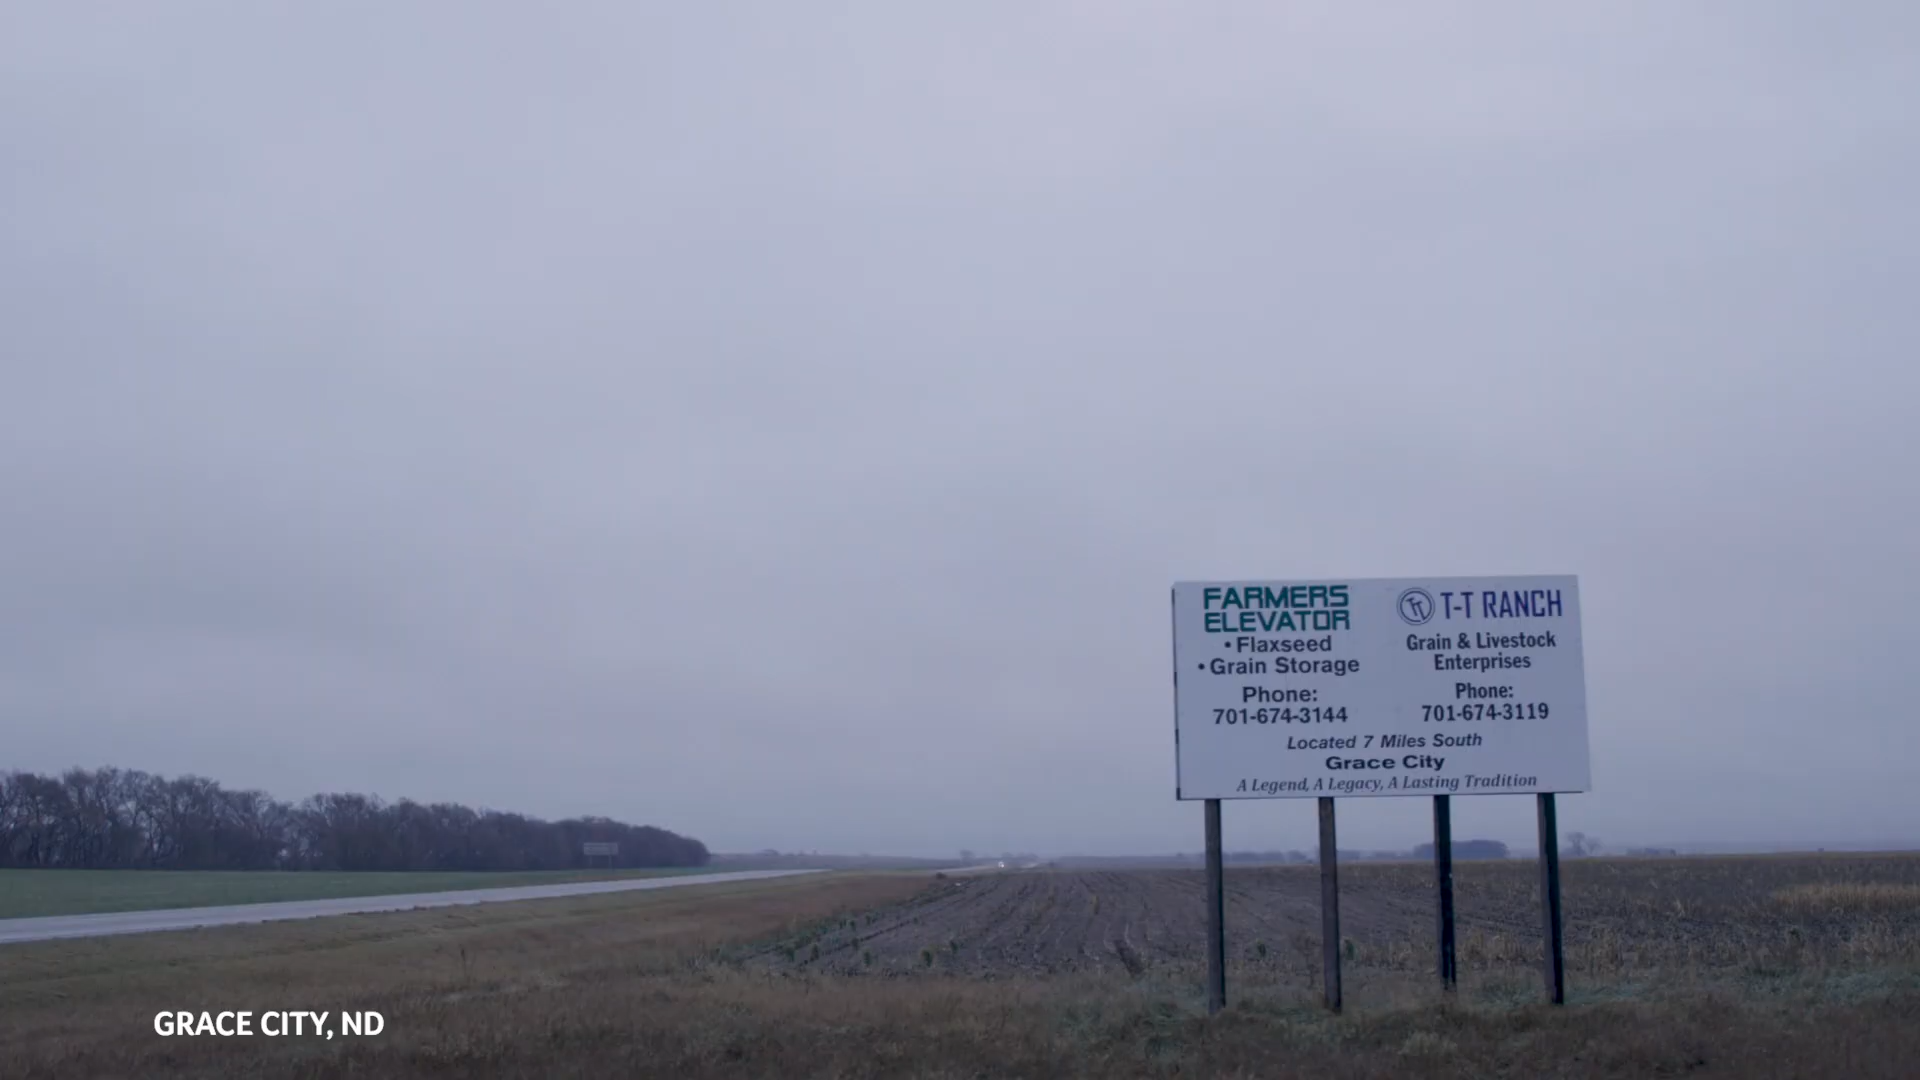 FARMERS
ELEVATOR
• Flaxseed
• Grain Storage
Phone:
701-674-3144
T-T RANCH
Grain & Livestock
Enterprises
Phone:
701-674-3119
Located 7 Miles South
Grace City
A Legend, A Legacy, A Lasting Tradition
GRACE CITY, ND